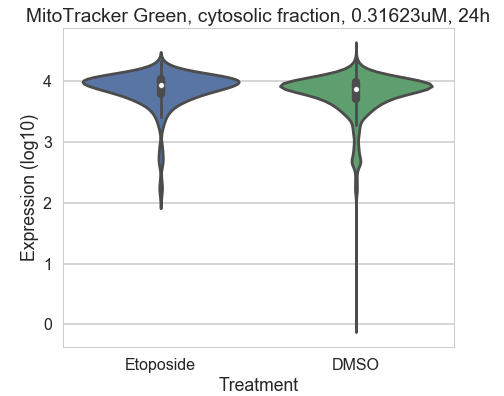 MitoTracker Green, cytosolic fraction, 0.31623uM, 24h
Expression (log10)
4
3
2
1
0
Etoposide DMSO
Treatment